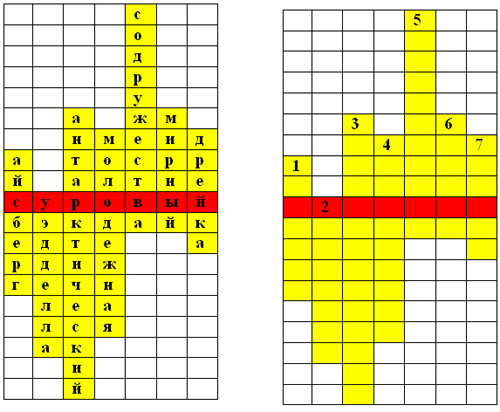 с
о
д
р
у
а ж м
н м е и д
а т о с р р
й а л т н е
с у р о в ы й
б э к д а й к
е д т е а
р д и ж
г е ч н
л е а
л с я
а к
и
й
5
3 6
4 7
1
2